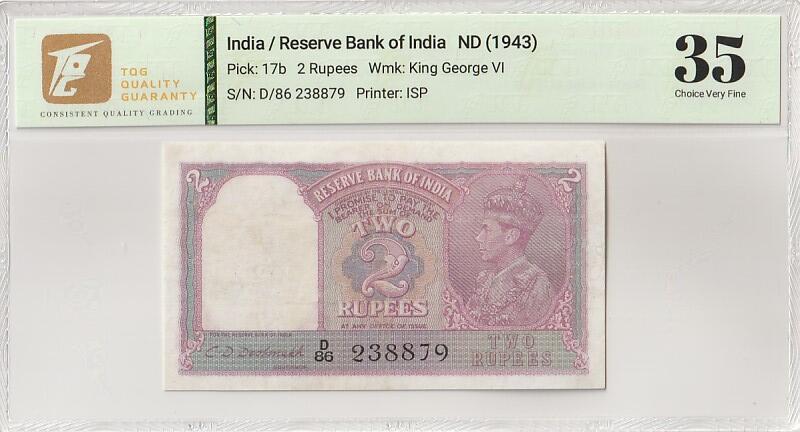 TQG
QUALITY
GUARANTY
CONSISTENT QUALITY GRADING
India / Reserve Bank of India ND (1943)
Pick: 17b 2 Rupees Wmk: King George VI
S/N: D/86 238879 Printer: ISP
35
Choice Very Fine
2
2
RESERVE BANK OF INDIA
I PROMISE TO PAY THE
BEARER ON DEMAND
THE SUM OF
TWO
2
RUPEES
AT ANY OFFICE OF ISSUE
FOR THE RESERVE BANK OF INDIA
C D Deshmukh
D
86 238879
TWO
RUPEES